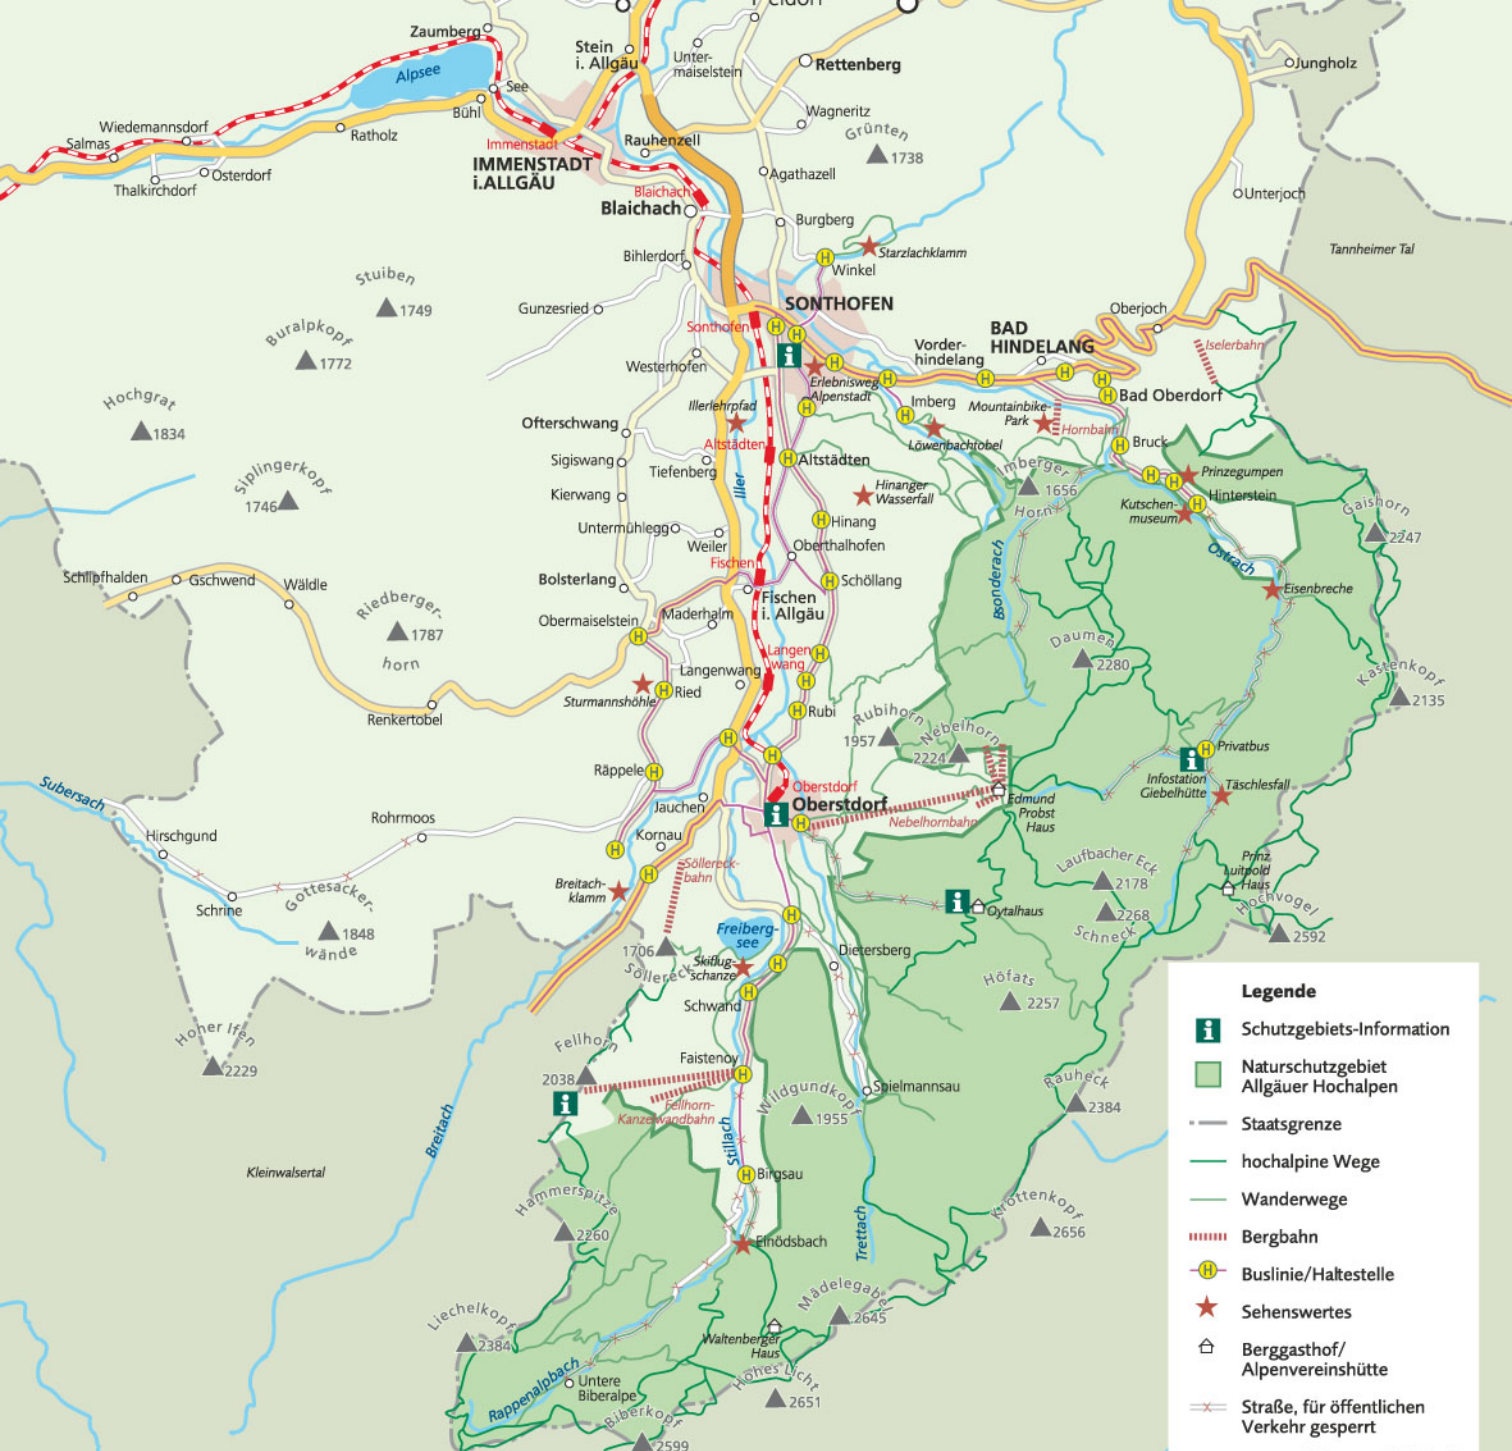 Zaumberg
Stein
i. Allgäu
Unter-
maiselstein
Rettenberg
Jungholz
Alpsee
See
Bühl
Wagneritz
Wiedemannsdorf
Salmas
Ratholz
Immenstadt
IMMENSTADT
i.ALLGÄU
Rauhenzell
Grünten
1738
Thalkirchdorf
Osterdorf
Agathazell
Unterjoch
Blaichach
Blaichach
Burgberg
Starzlachklamm
Tannheimer Tal
Bihlerdorf
Winkel
Stuiben
1749
Gunzesried
SONTHOFEN
Sonthofen
Oberjoch
BAD
HINDELANG
Vorder-
hindelang
Iselerbahn
Buralpkopf
1772
Westerhofen
Erlebnisweg
Alpenstadt
Imberg
Mountainbike-
Park
Bad Oberdorf
Hornbahn
Hochgrat
1834
Illerlehrpfad
Ofterschwang
Altstädten
Löwenbachtobel
Bruck
Sigiswang
Tiefenberg
Altstädten
Imberger
Horn
1656
Prinzegumpen
Siplingerkopf
1746
Kierwang
Iller
Hinanger
Wasserfall
Kutschen-
museum
Hinterstein
Gaishorn
2247
Untermühlegg
Hinang
Weiler
Oberthalhofen
Ostrach
Schlipfhalden
Gschwend
Wäldle
Bolsterlang
Fischen
Schöllang
Bsonderach
Eisenbreche
Fischen
i. Allgäu
Riedberger-
horn
1787
Obermaiselstein
Maderhalm
Daumen
2280
Langen
wang
Langenwang
Kastenkopf
2135
Ried
Sturmannshöhle
Renkertobel
Rubi
Rubihorn
1957
Nebelhorn
2224
Privatbus
Infostation
Giebelhütte
Täschlesfall
Räppele
Subersach
Oberstdorf
Oberstdorf
Jauchen
Edmund
Probst
Haus
Nebelhornbahn
Rohrmoos
Hirschgund
Kornau
Söllereck-
bahn
Laufbacher Eck
2178
Prinz
Luitpold
Haus
Breitach-
klamm
Schrine
Gottesacker-
wände
1848
Oytalhaus
2268
Schneck
Hochvogel
2592
Freiberg-
see
1706
Söllereck
Skiflug-
schanze
Dietersberg
Höfats
2257
Schwand
Hoher Ifen
2229
Fellhorn
2038
Faistenoy
Spielmannsau
Rauheck
2384
Fellhorn-
Kanzelwandbahn
Wildgundkopf
1955
Breitach
Stillach
Kleinwalsertal
Birgsau
Hammerspitze
2260
Trettach
Krottenkopf
2656
Einödsbach
Mädelegabel
2645
Liechelkopf
2384
Waltenberger
Haus
Hohes Licht
2651
Rappenalpbach
Untere
Biberalpe
Biberkopf
2599
Legende
Schutzgebiets-Information
Naturschutzgebiet
Allgäuer Hochalpen
Staatsgrenze
hochalpine Wege
Wanderwege
Bergbahn
Buslinie/Haltestelle
Sehenswertes
Berggasthof/
Alpenvereinshütte
Straße, für öffentlichen
Verkehr gesperrt